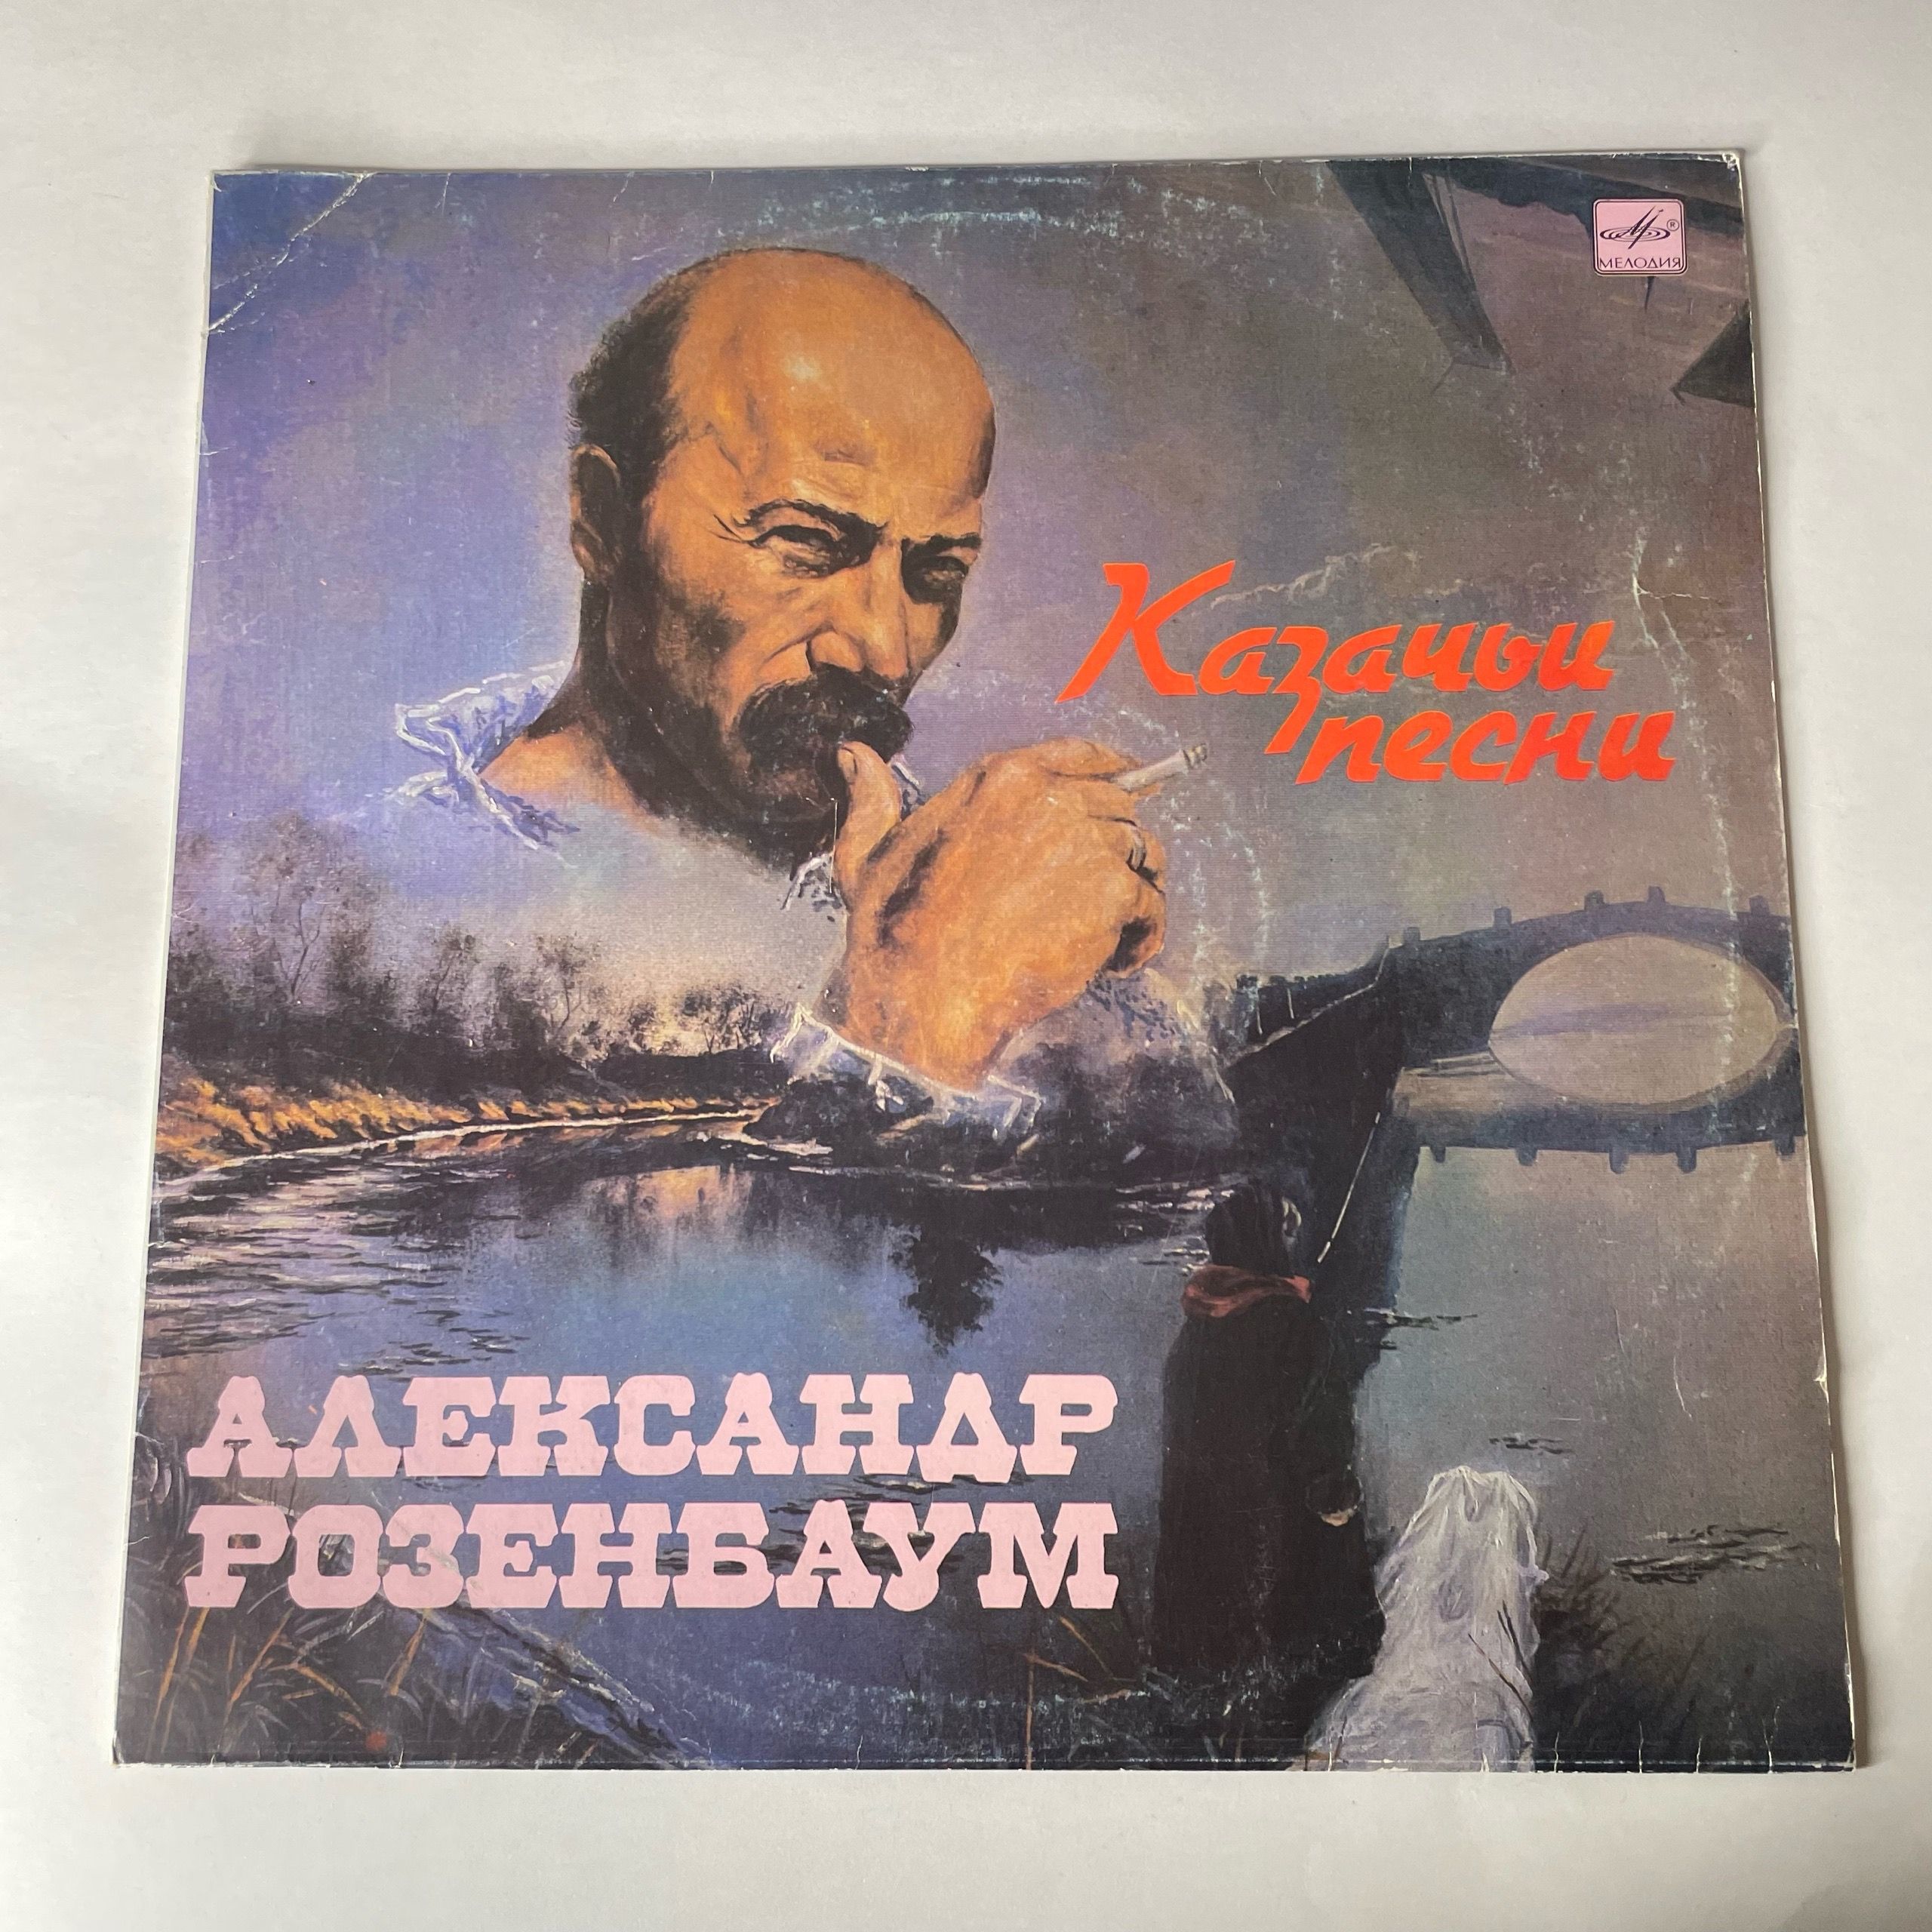 МЕЛОДИЯ
Казачьи
песни
АЛЕКСАНДР
РОЗЕНБАУМ